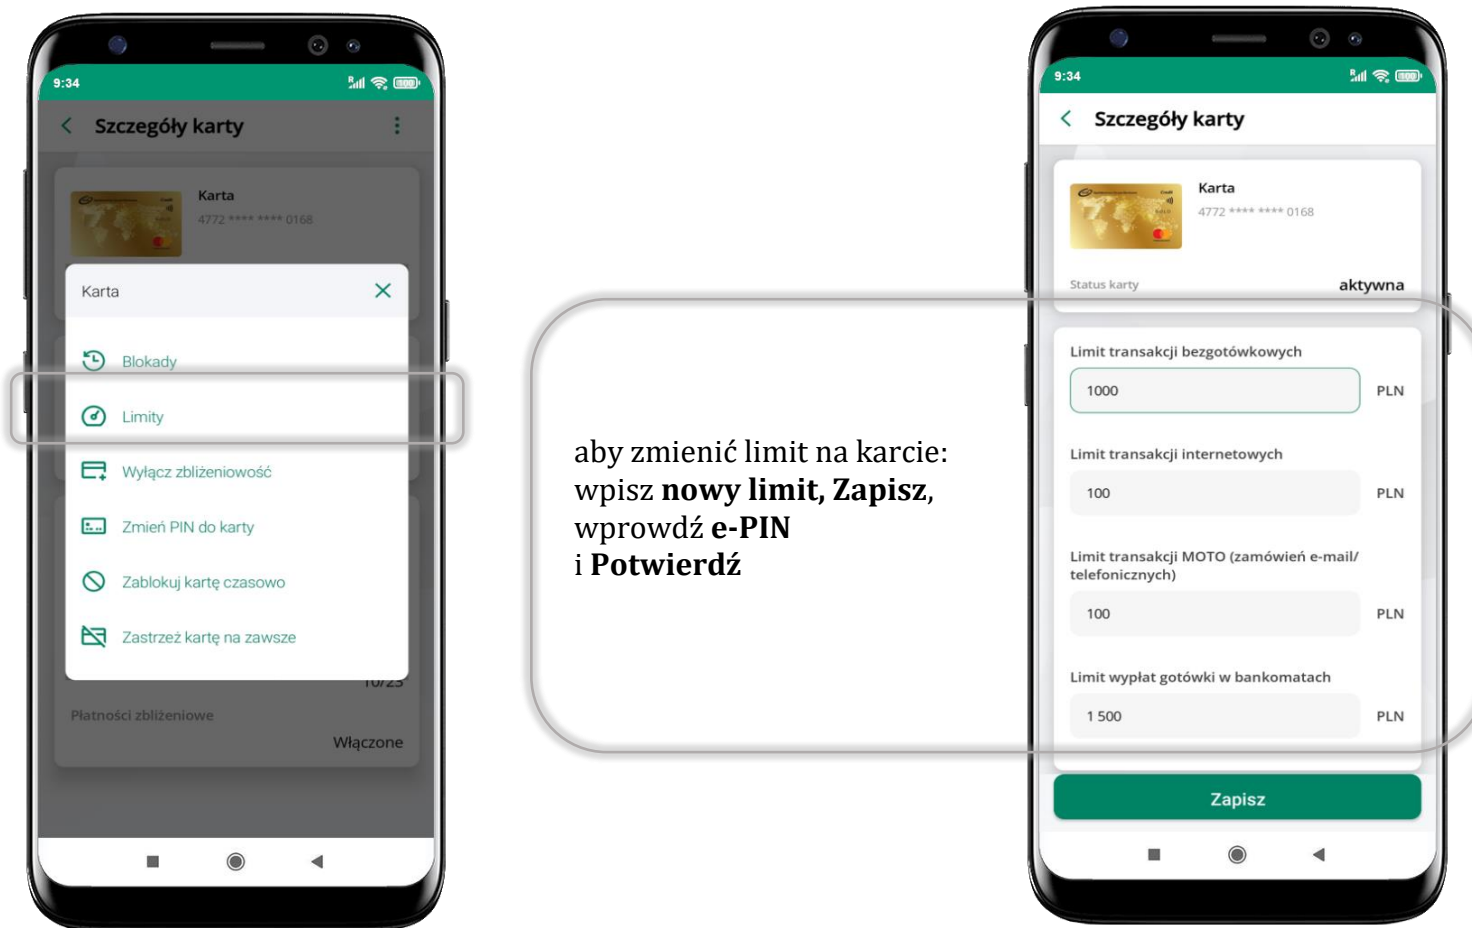 9:34
Szczegóły karty
Karta
4772 **** **** 0168
Karta
Blokady
Limity
Wyłącz zbliżeniowość
Zmień PIN do karty
Zablokuj kartę czasowo
Zastrzeż kartę na zawsze
10/23
Płatności zbliżeniowe
Włączone
aby zmienić limit na karcie:
wpisz nowy limit, Zapisz,
wprowdź e-PIN
i Potwierdź
9:34
Szczegóły karty
Karta
4772 **** **** 0168
Status karty aktywna
Limit transakcji bezgotówkowych
1000 PLN
Limit transakcji internetowych
100 PLN
Limit transakcji MOTO (zamówień e-mail/
telefonicznych)
100 PLN
Limit wypłat gotówki w bankomatach
1 500 PLN
Zapisz